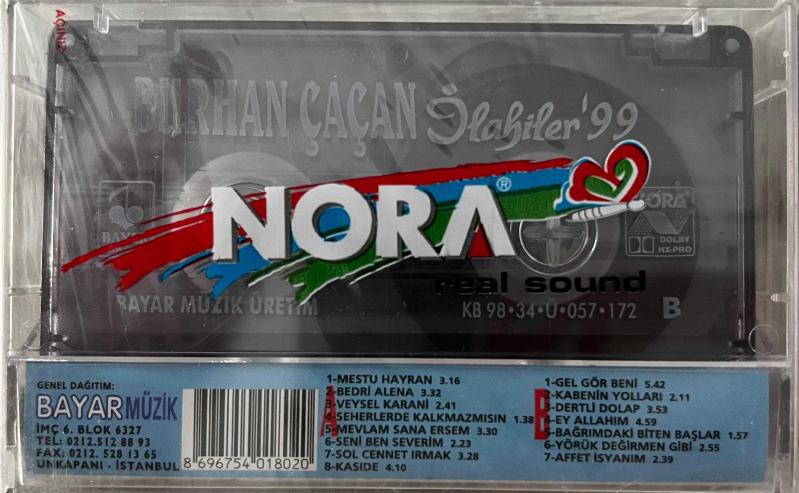 AÇINIZ
BURHAN ÇAÇAN İlahiler '99
NORA®
real sound
BAYAR MÜZİK ÜRETİM
KB 98·34·Ü·057·172 B
NORA
DOLBY
HX-PRO
GENEL DAĞITIM:
BAYAR MÜZİK
İMÇ 6. BLOK 6327
TEL: 0212.512 88 93
FAX: 0212. 528 13 65
UNKAPANI - İSTANBUL
8 696754 018020
A
1-MESTU HAYRAN 3.16
2-BEDRİ ALENA 3.32
3-VEYSEL KARANİ 2.41
4-SEHERLERDE KALKMAZMISIN 1.38
5-MEVLAM SANA ERSEM 3.30
6-SENİ BEN SEVERİM 2.23
7-SOL CENNET IRMAK 3.28
8-KASIDE 4.10
B
1-GEL GÖR BENİ 5.42
2-KABENİN YOLLARI 2.11
3-DERTLİ DOLAP 3.53
4-EY ALLAHIM 4.59
5-BAĞRIMDAKİ BİTEN BAŞLAR 1.57
6-YÖRÜK DEĞİRMEN GİBİ 2.55
7-AFFET İSYANIM 2.39